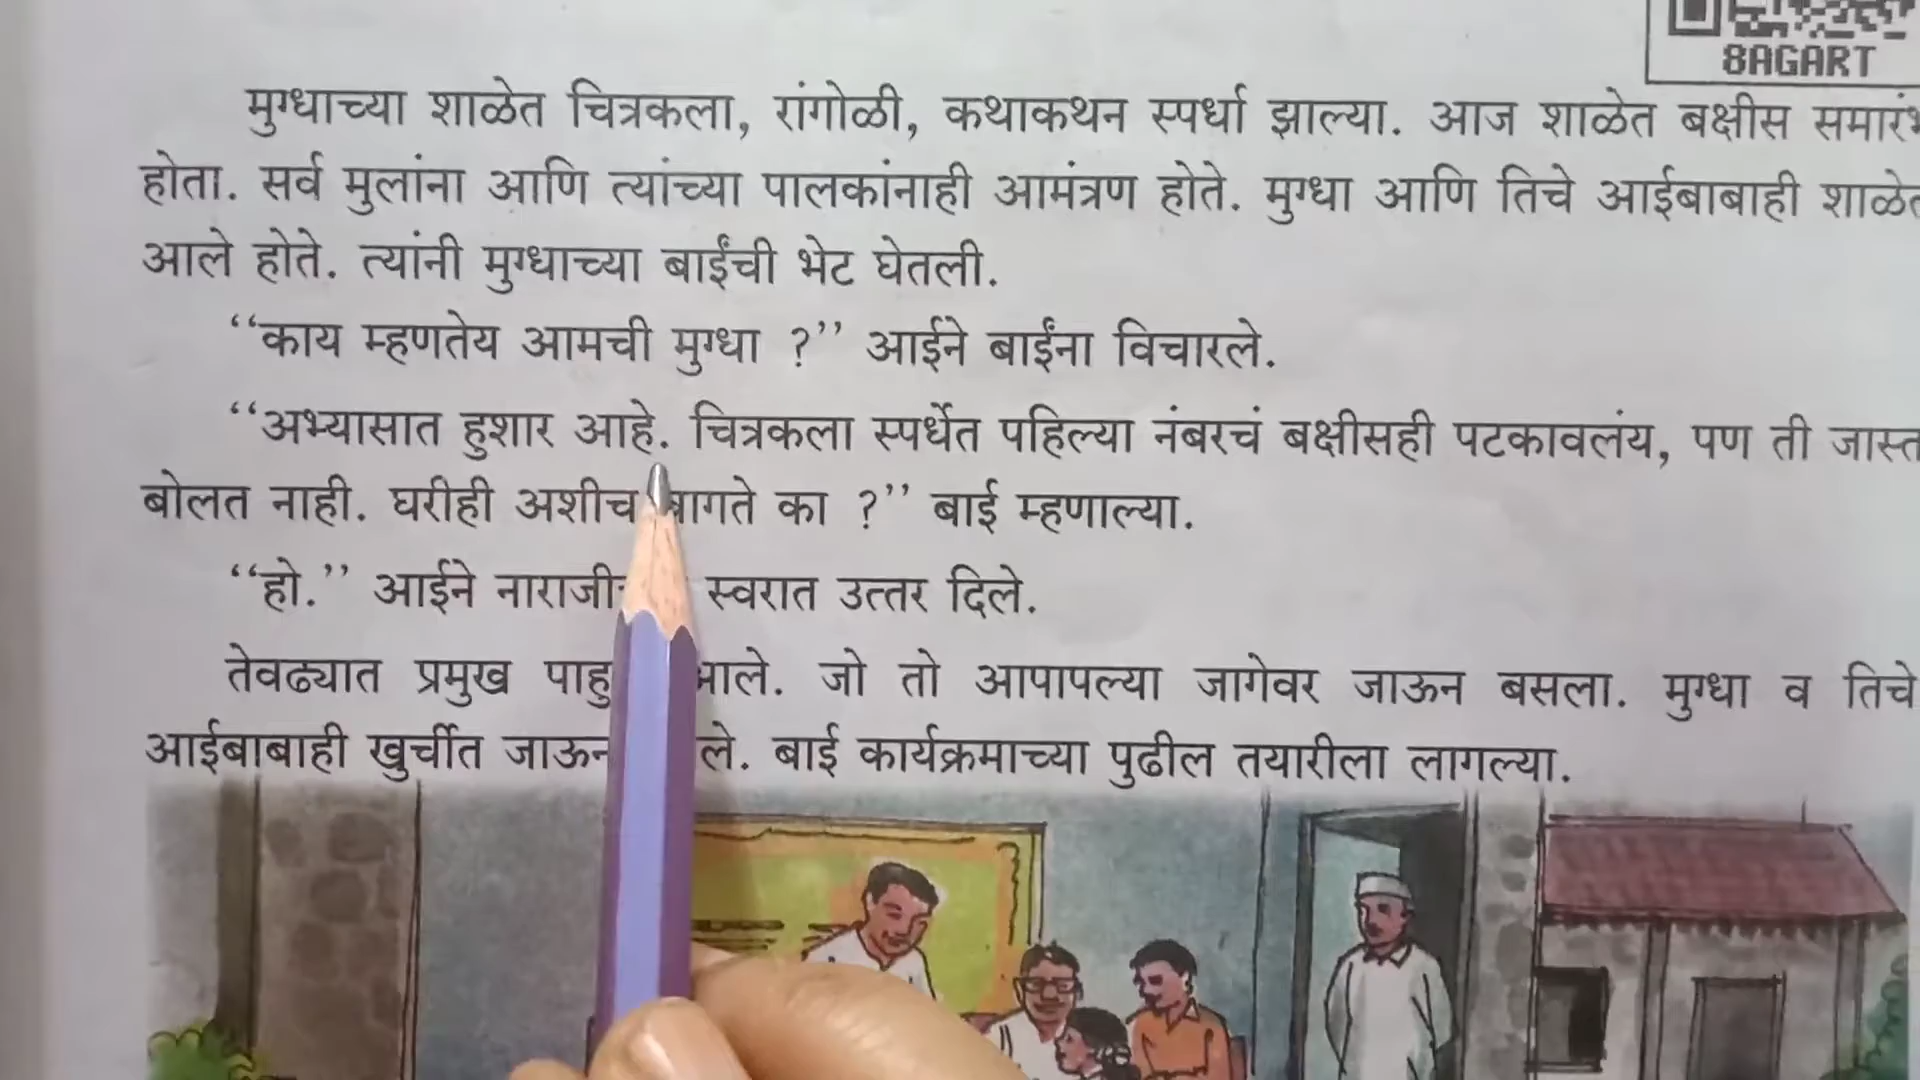 8AGART
मुग्धाच्या शाळेत चित्रकला, रांगोळी, कथाकथन स्पर्धा झाल्या. आज शाळेत बक्षीस
होता. सर्व मुलांना आणि त्यांच्या पालकांनाही आमंत्रण होते. मुग्धा आणि तिचे आईबाबाही
आले होते. त्यांनी मुग्धाच्या बाईंची भेट घेतली.
‘‘काय म्हणतेय आमची मुग्धा ?’’ आईने बाईंना विचारले.
‘‘अभ्यासात हुशार आहे. चित्रकला स्पर्धेत पहिल्या नंबरचं बक्षीसही पटकावलंय, पण ती जास्त
बोलत नाही. घरीही अशीच का ?’’ बाई म्हणाल्या.
‘‘हो.’’ आईने स्वरात उत्तर दिले.
तेवढ्यात प्रमुख जो तो आपापल्या जागेवर जाऊन बसला. मुग्धा व तिचे
आईबाबाही खुर्चीत जाऊन बाई कार्यक्रमाच्या पुढील तयारीला लागल्या.